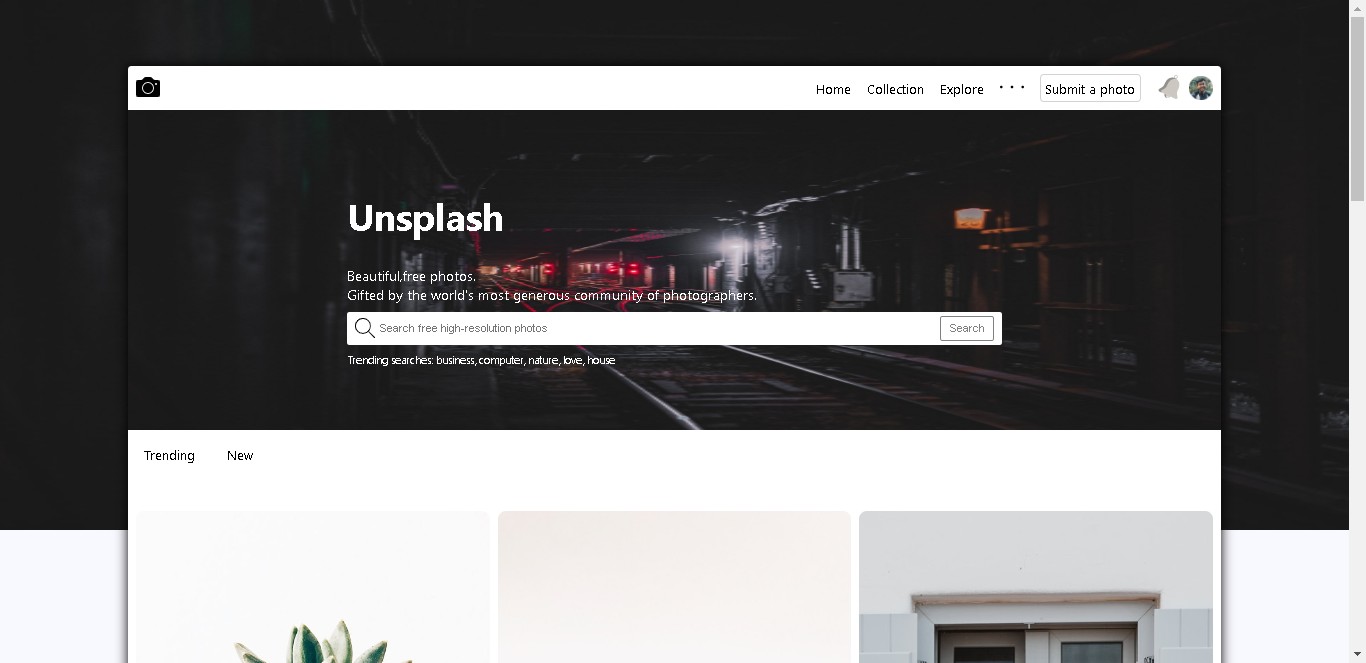 Home Collection Explore ··· Submit a photo
Unsplash
Beautiful,free photos.
Gifted by the world's most generous community of photographers.
Search free high-resolution photos Search
Trending searches: business, computer, nature, love, house
Trending New